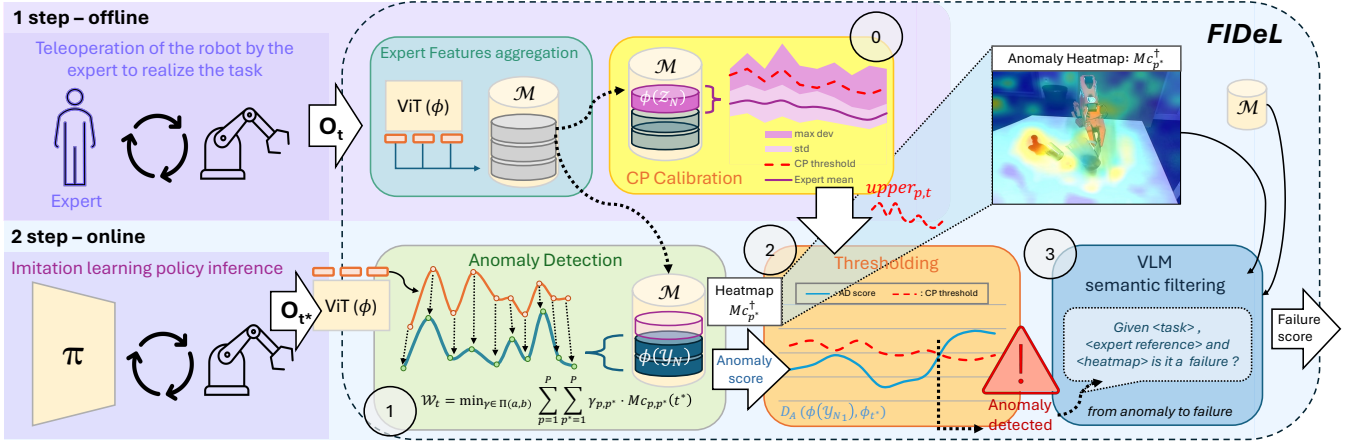 1 step – offline
Teleoperation of the robot by the
expert to realize the task
Expert
O_t
Expert Features aggregation
ViT (ϕ)
ℳ
0
ℳ
ϕ(𝒵_N)
max dev
std
CP threshold
Expert mean
CP Calibration
upper_{p,t}
Anomaly Heatmap: Mc^†_{p*}
FIDeL
ℳ
2 step – online
Imitation learning policy inference
π
O_{t*}
ViT (ϕ)
Anomaly Detection
ℳ
ϕ(𝒴_N)
1
𝒲_t = min_{γ∈Π(a,b)} ∑_{p=1}^{P} ∑_{p*=1}^{P} γ_{p,p*} · Mc_{p,p*}(t*)
Heatmap
Mc^†_{p*}
Anomaly
score
2
Thresholding
: AD score
: CP threshold
D_A (ϕ(𝒴_{N_1}), ϕ_{t*})
!
Anomaly
detected
3
VLM
semantic filtering
Given <task> ,
<expert reference> and
<heatmap> is it a failure ?
from anomaly to failure
Failure
score